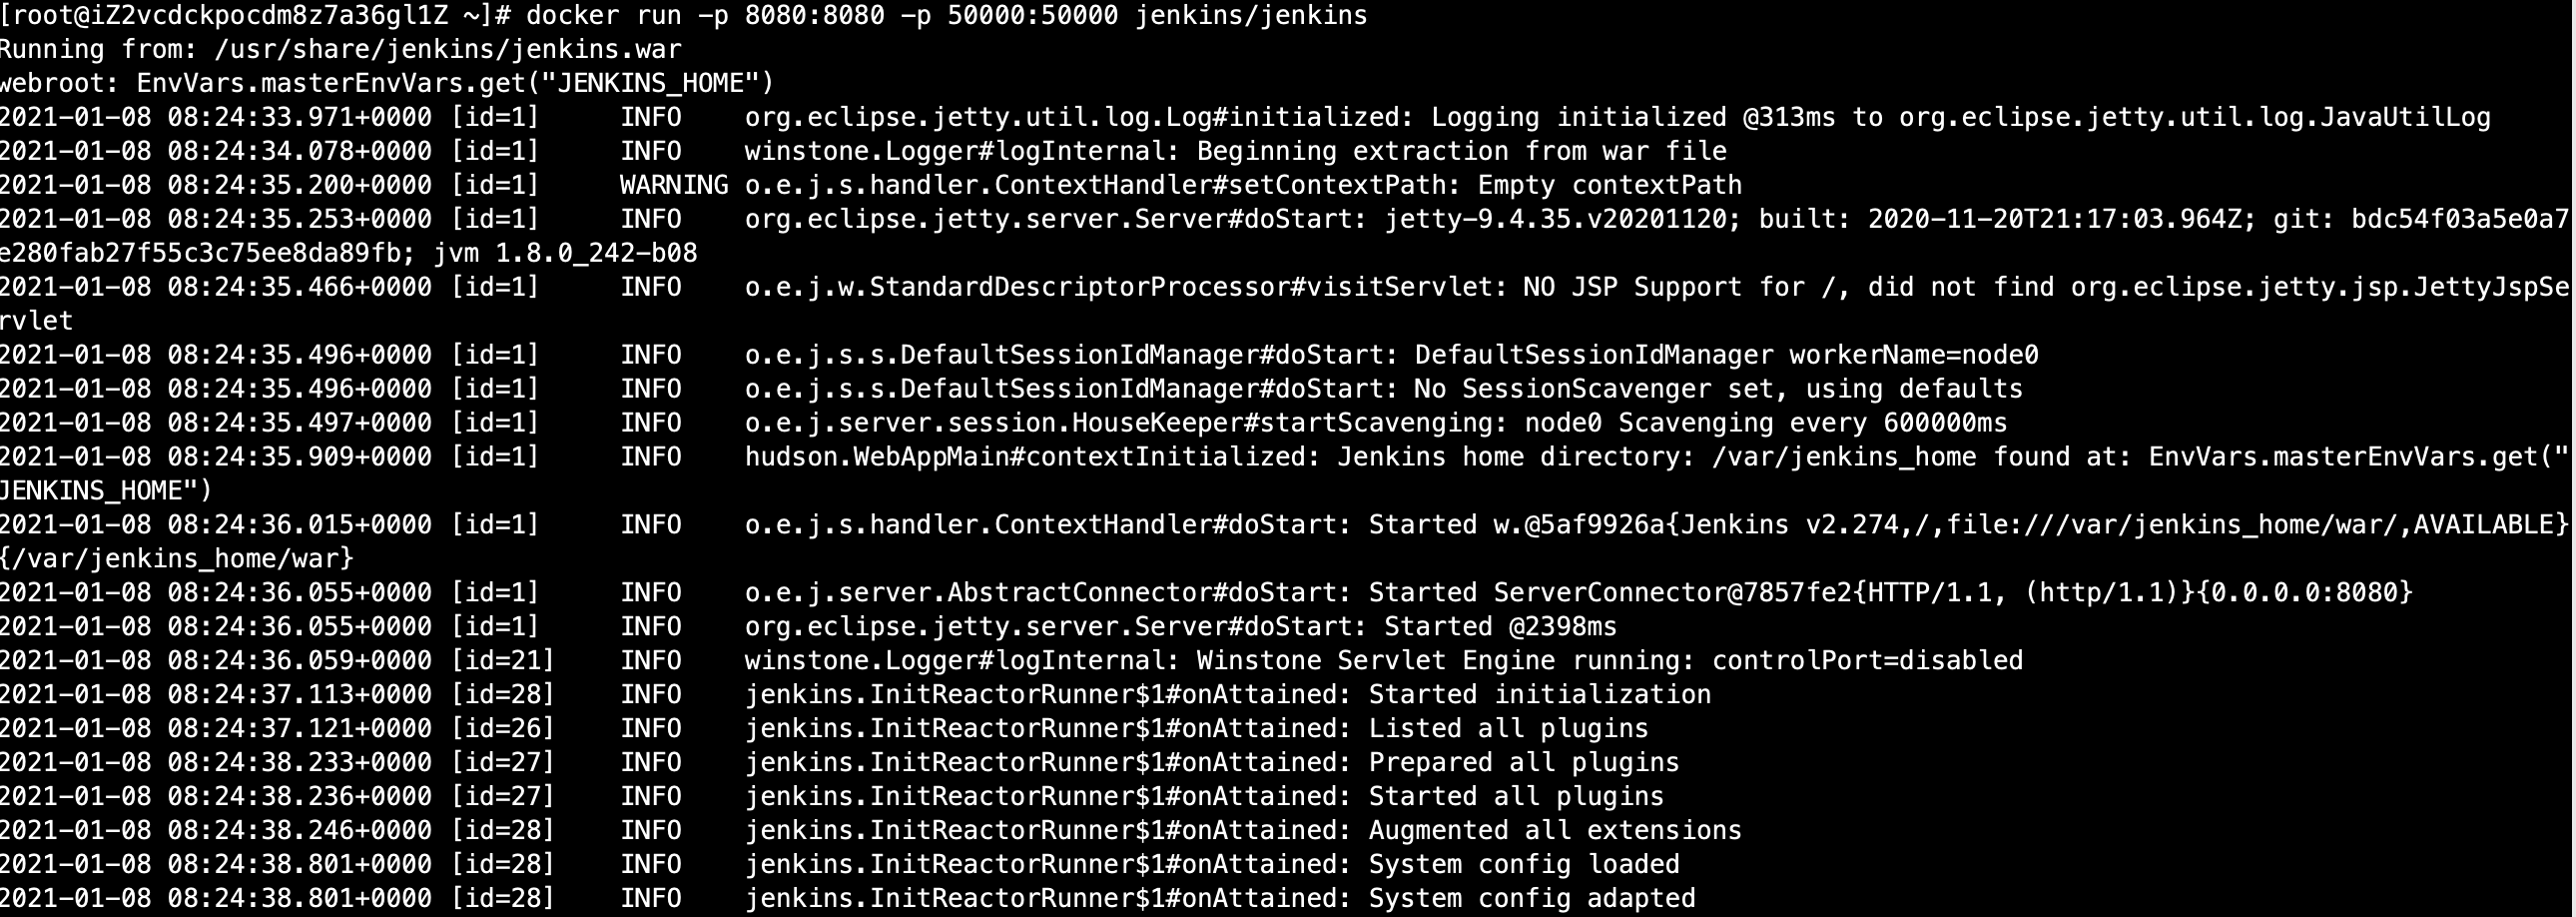 [root@iZ2vcdckpocdm8z7a36gl1Z ~]# docker run -p 8080:8080 -p 50000:50000 jenkins/jenkins
Running from: /usr/share/jenkins/jenkins.war
webroot: EnvVars.masterEnvVars.get("JENKINS_HOME")
2021-01-08 08:24:33.971+0000 [id=1]     INFO    org.eclipse.jetty.util.log.Log#initialized: Logging initialized @313ms to org.eclipse.jetty.util.log.JavaUtilLog
2021-01-08 08:24:34.078+0000 [id=1]     INFO    winstone.Logger#logInternal: Beginning extraction from war file
2021-01-08 08:24:35.200+0000 [id=1]     WARNING o.e.j.s.handler.ContextHandler#setContextPath: Empty contextPath
2021-01-08 08:24:35.253+0000 [id=1]     INFO    org.eclipse.jetty.server.Server#doStart: jetty-9.4.35.v20201120; built: 2020-11-20T21:17:03.964Z; git: bdc54f03a5e0a7
e280fab27f55c3c75ee8da89fb; jvm 1.8.0_242-b08
2021-01-08 08:24:35.466+0000 [id=1]     INFO    o.e.j.w.StandardDescriptorProcessor#visitServlet: NO JSP Support for /, did not find org.eclipse.jetty.jsp.JettyJspSe
rvlet
2021-01-08 08:24:35.496+0000 [id=1]     INFO    o.e.j.s.s.DefaultSessionIdManager#doStart: DefaultSessionIdManager workerName=node0
2021-01-08 08:24:35.496+0000 [id=1]     INFO    o.e.j.s.s.DefaultSessionIdManager#doStart: No SessionScavenger set, using defaults
2021-01-08 08:24:35.497+0000 [id=1]     INFO    o.e.j.server.session.HouseKeeper#startScavenging: node0 Scavenging every 600000ms
2021-01-08 08:24:35.909+0000 [id=1]     INFO    hudson.WebAppMain#contextInitialized: Jenkins home directory: /var/jenkins_home found at: EnvVars.masterEnvVars.get("
JENKINS_HOME")
2021-01-08 08:24:36.015+0000 [id=1]     INFO    o.e.j.s.handler.ContextHandler#doStart: Started w.@5af9926a{Jenkins v2.274,/,file:///var/jenkins_home/war/,AVAILABLE}
{/var/jenkins_home/war}
2021-01-08 08:24:36.055+0000 [id=1]     INFO    o.e.j.server.AbstractConnector#doStart: Started ServerConnector@7857fe2{HTTP/1.1, (http/1.1)}{0.0.0.0:8080}
2021-01-08 08:24:36.055+0000 [id=1]     INFO    org.eclipse.jetty.server.Server#doStart: Started @2398ms
2021-01-08 08:24:36.059+0000 [id=21]    INFO    winstone.Logger#logInternal: Winstone Servlet Engine running: controlPort=disabled
2021-01-08 08:24:37.113+0000 [id=28]    INFO    jenkins.InitReactorRunner$1#onAttained: Started initialization
2021-01-08 08:24:37.121+0000 [id=26]    INFO    jenkins.InitReactorRunner$1#onAttained: Listed all plugins
2021-01-08 08:24:38.233+0000 [id=27]    INFO    jenkins.InitReactorRunner$1#onAttained: Prepared all plugins
2021-01-08 08:24:38.236+0000 [id=27]    INFO    jenkins.InitReactorRunner$1#onAttained: Started all plugins
2021-01-08 08:24:38.246+0000 [id=28]    INFO    jenkins.InitReactorRunner$1#onAttained: Augmented all extensions
2021-01-08 08:24:38.801+0000 [id=28]    INFO    jenkins.InitReactorRunner$1#onAttained: System config loaded
2021-01-08 08:24:38.801+0000 [id=28]    INFO    jenkins.InitReactorRunner$1#onAttained: System config adapted